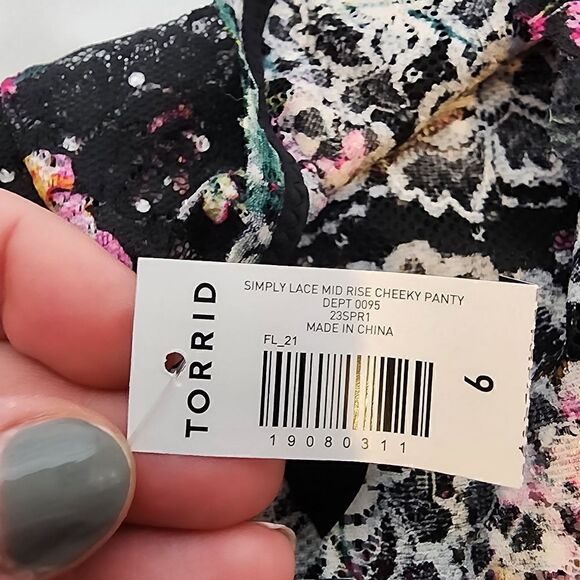 TORRID
SIMPLY LACE MID RISE CHEEKY PANTY
DEPT 0095
23SPR1
MADE IN CHINA
FL_21
19080311
6